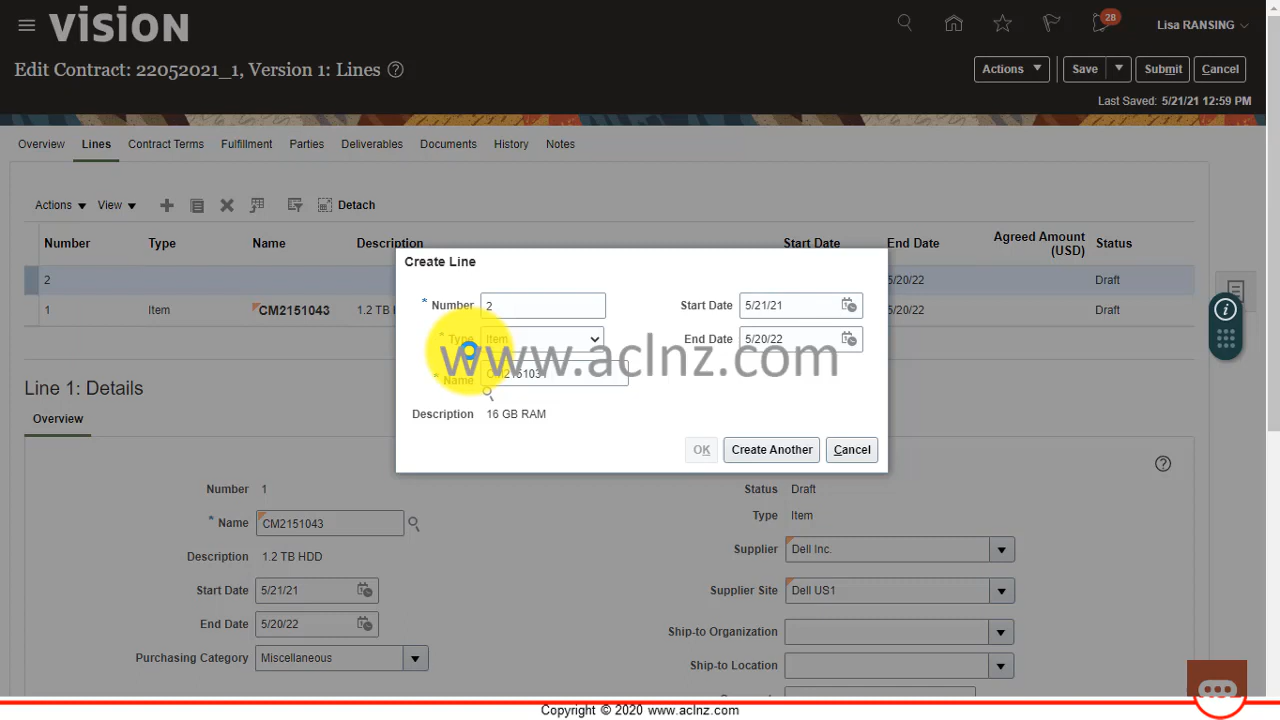 VISION
28
Lisa RANSING
Edit Contract: 22052021_1, Version 1: Lines
Actions
Save
Submit
Cancel
Last Saved: 5/21/21 12:59 PM
Overview
Lines
Contract Terms
Fulfillment
Parties
Deliverables
Documents
History
Notes
Actions
View
Detach
Number
Type
Name
Description
Start Date
End Date
Agreed Amount
(USD)
Status
2
5/20/22
Draft
1
Item
CM2151043
1.2 TB
5/20/22
Draft
Create Line
* Number
2
Start Date
5/21/21
* Type
Item
End Date
5/20/22
www.aclnz.com
* Name
CM2151031
Description
16 GB RAM
OK
Create Another
Cancel
Line 1: Details
Overview
Number
1
* Name
CM2151043
Description
1.2 TB HDD
Start Date
5/21/21
End Date
5/20/22
Purchasing Category
Miscellaneous
Status
Draft
Type
Item
Supplier
Dell Inc.
Supplier Site
Dell US1
Ship-to Organization
Ship-to Location
Copyright © 2020 www.aclnz.com